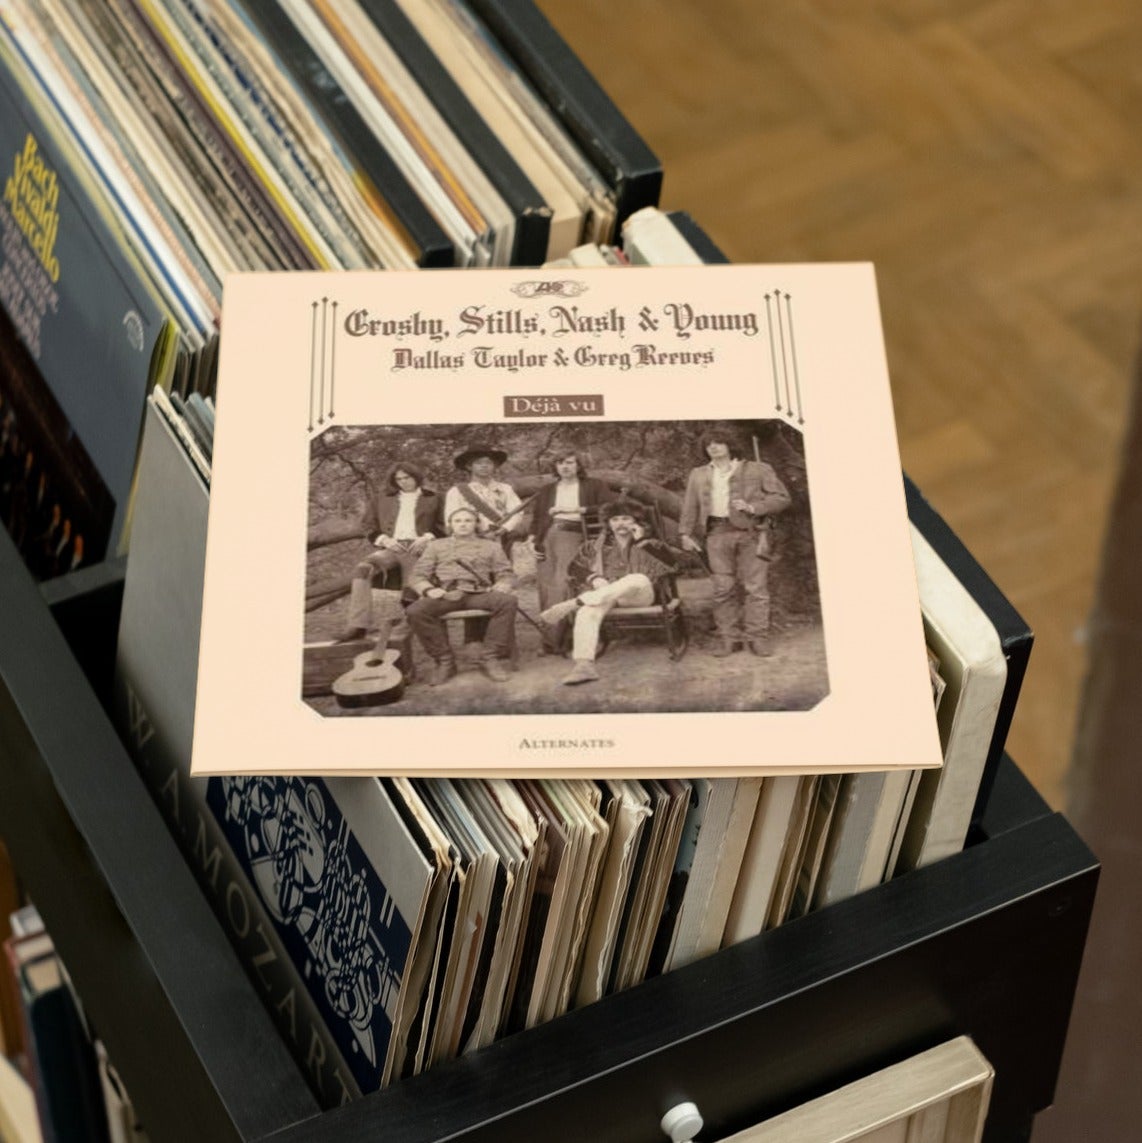 Bach
Vivaldi
Marcello
Crosby, Stills, Nash & Young
Dallas Taylor & Greg Reeves
Déjà vu
ALTERNATES
W. A. MOZART